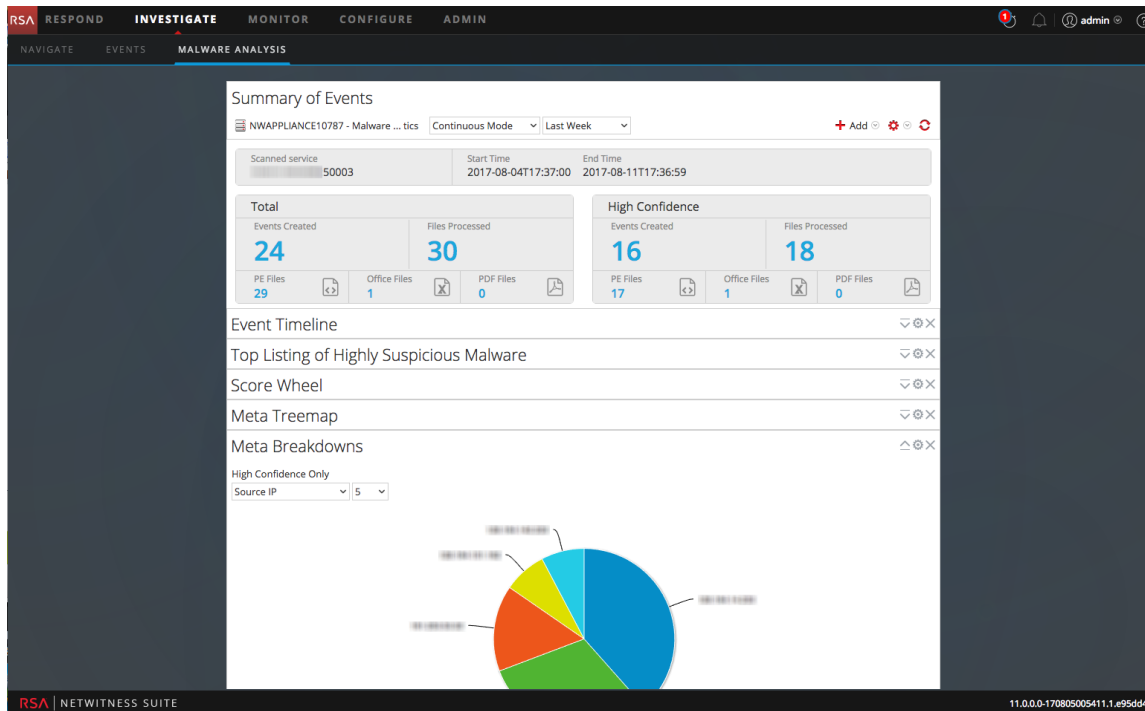 RSA RESPOND INVESTIGATE MONITOR CONFIGURE ADMIN 1 admin
NAVIGATE EVENTS MALWARE ANALYSIS
Summary of Events
NWAPPLIANCE10787 - Malware ... tics Continuous Mode Last Week + Add
Scanned service Start Time End Time
50003 2017-08-04T17:37:00 2017-08-11T17:36:59
Total High Confidence
Events Created Files Processed Events Created Files Processed
24 30 16 18
PE Files Office Files PDF Files PE Files Office Files PDF Files
29 1 0 17 1 0
Event Timeline
Top Listing of Highly Suspicious Malware
Score Wheel
Meta Treemap
Meta Breakdowns
High Confidence Only
Source IP 5
RSA NETWITNESS SUITE 11.0.0.0-170805005411.1.e95dd